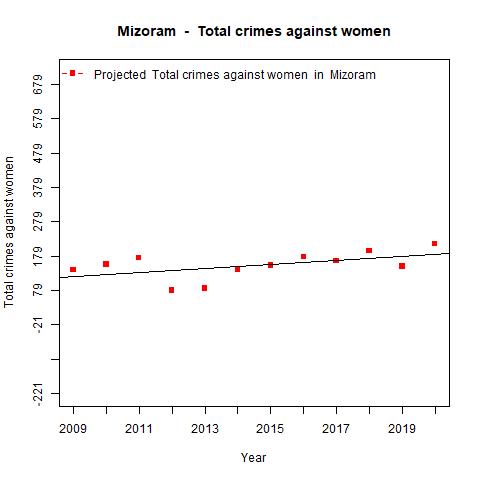 Mizoram - Total crimes against women
Projected Total crimes against women in Mizoram
Total crimes against women
679
579
479
379
279
179
79
-21
-221
2009 2011 2013 2015 2017 2019
Year